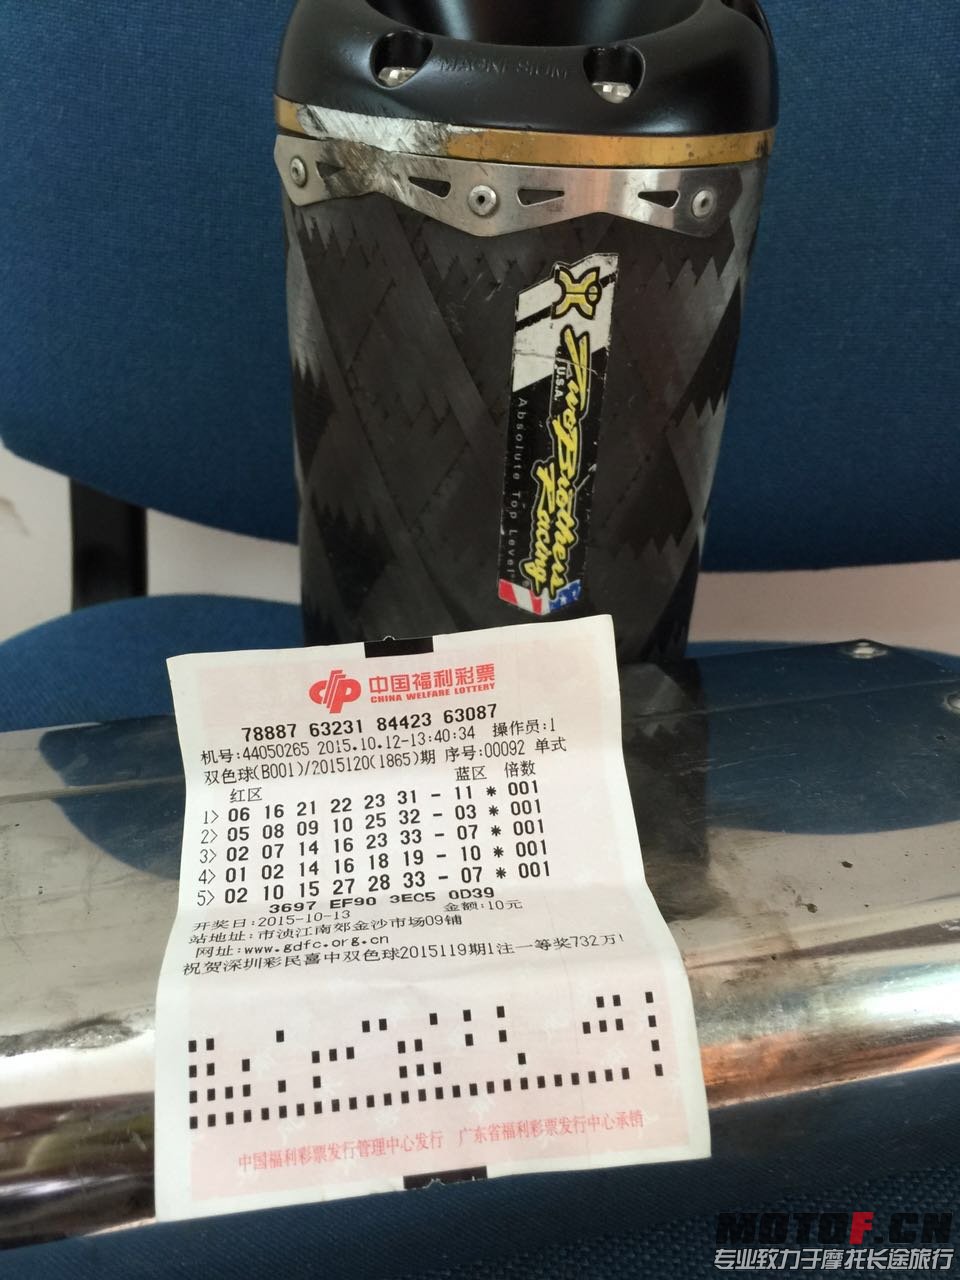 MAGNESIUM
Two Brothers
Racing
U.S.A.
Absolute Top Level
中国福利彩票
CHINA WELFARE LOTTERY
78887 63231 84423 63087
机号:44050265 2015.10.12-13:40:34 操作员:1
双色球(B001)/2015120(1865)期 序号:00092 单式
红区 蓝区 倍数
1> 06 16 21 22 23 31 - 11 * 001
2> 05 08 09 10 25 32 - 03 * 001
3> 02 07 14 16 23 33 - 07 * 001
4> 01 02 14 16 18 19 - 10 * 001
5> 02 10 15 27 28 33 - 07 * 001
3697 EF90 3EC5 0D39
开奖日:2015-10-13 金额:10元
站地址:市浈江南郊金沙市场09铺
网址:www.gdfc.org.cn
祝贺深圳彩民喜中双色球2015119期1注一等奖732万!
中国福利彩票发行管理中心发行 广东省福利彩票发行中心承销
MOTOF.CN
专业致力于摩托长途旅行